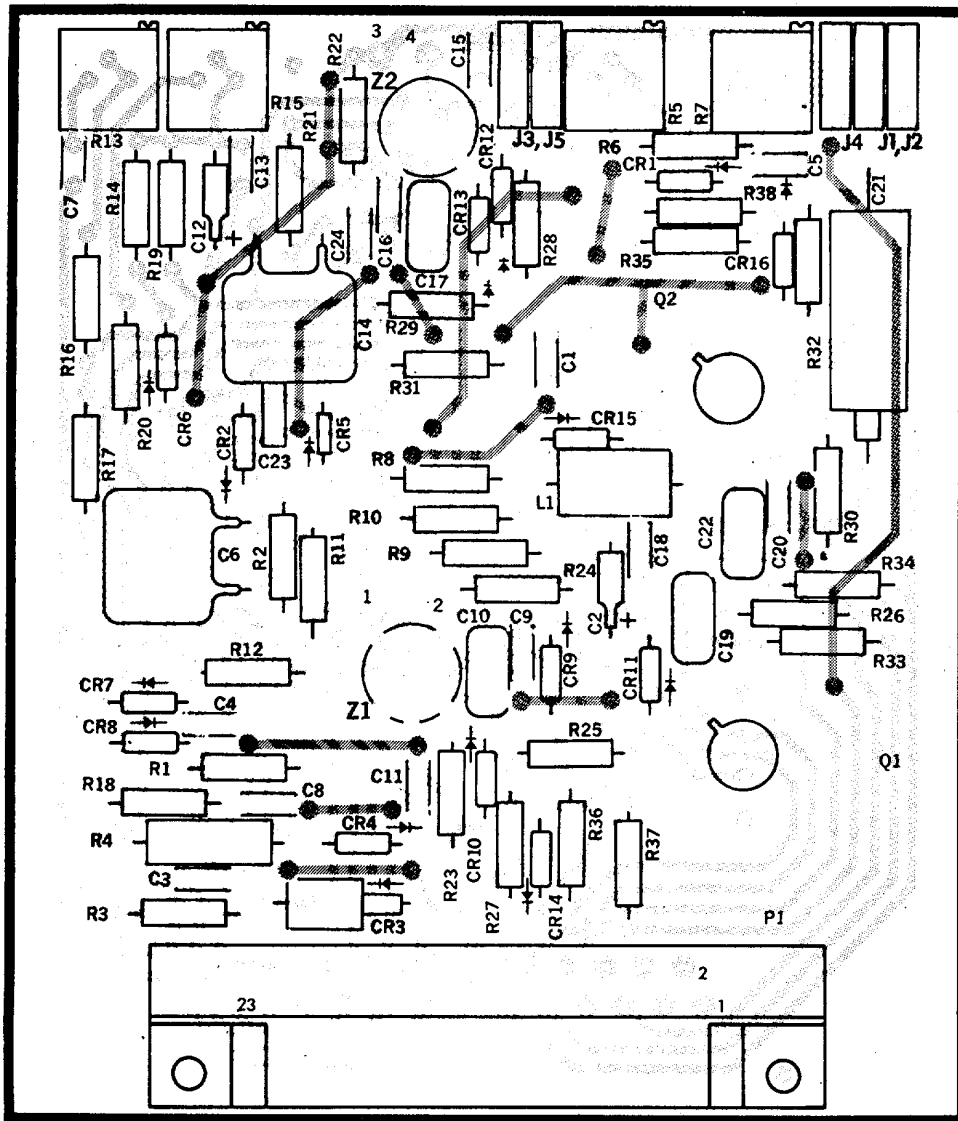 3
4
R22
C15
Z2
R15
R21
R5
R7
R13
J3, J5
J4
J1, J2
CR12
R6
CR1
C5
C7
R14
C13
R38
C21
C12
+
R19
C24
C16
CR13
R28
R35
CR16
C17
Q2
R16
R29
C14
R32
R31
C1
R20
CR6
CR2
CR5
CR15
R17
C23
R8
L1
R10
C22
C20
R30
C6
R2
R11
R9
C18
R24
R34
1
2
C10
C9
C2
+
C19
R26
R12
CR9
CR11
R33
CR7
C4
Z1
CR8
R25
Q1
R1
R18
C8
C11
R4
CR4
CR10
R36
R37
C3
R23
R27
CR14
R3
CR3
P1
2
23
1